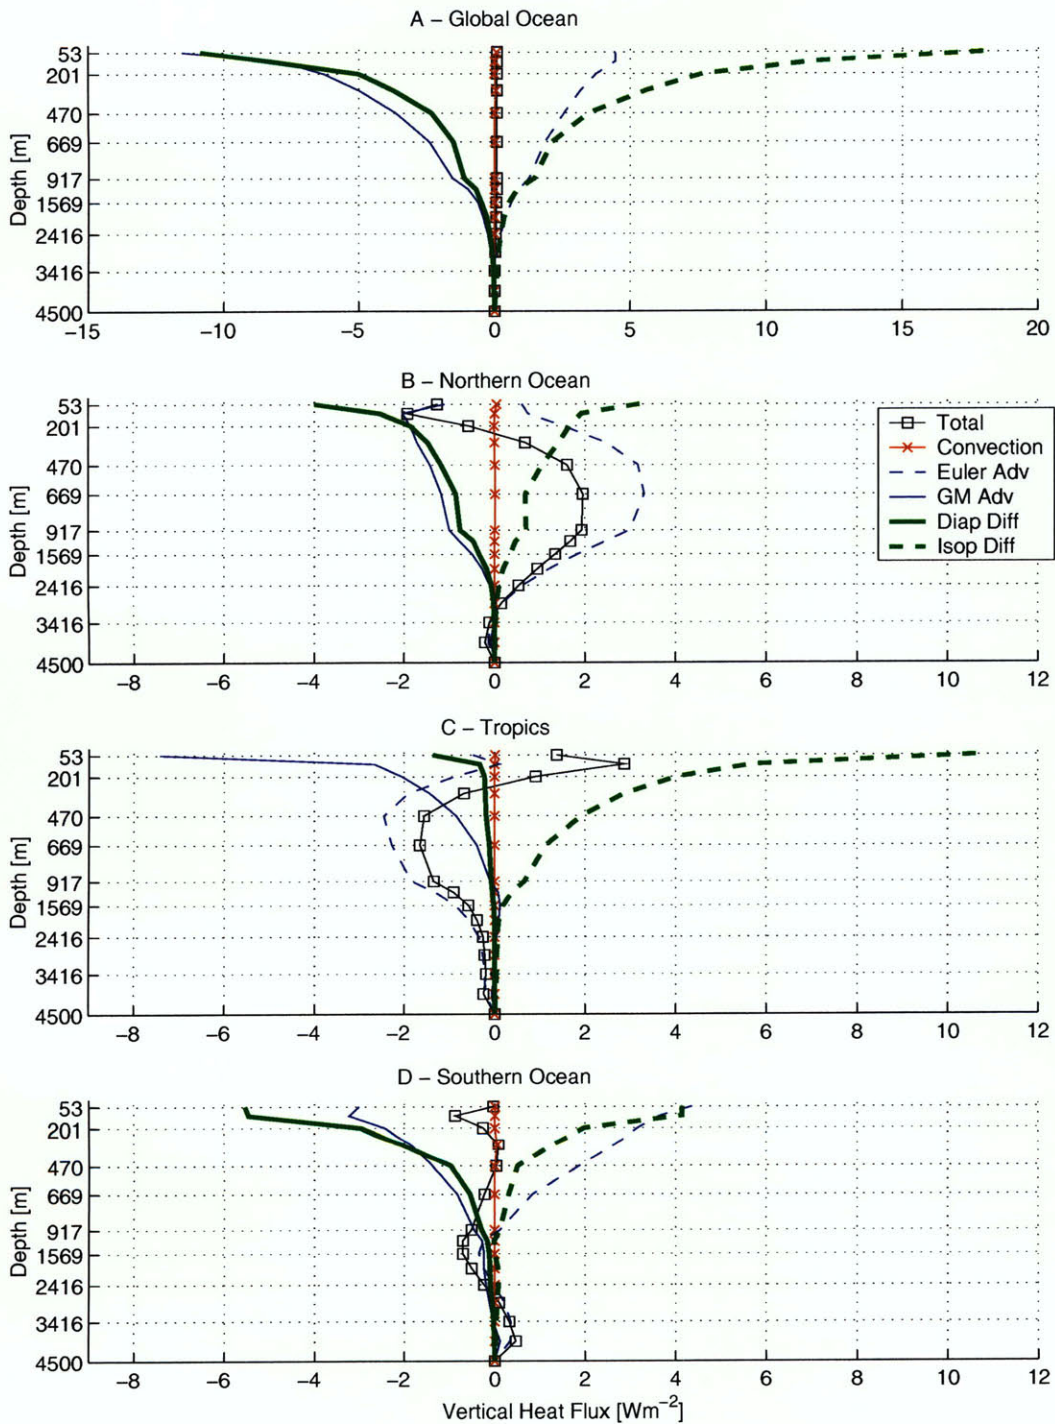 A – Global Ocean
Depth [m]
53
201
470
669
917
1569
2416
3416
4500
−15 −10 −5 0 5 10 15 20
B – Northern Ocean
Depth [m]
53
201
470
669
917
1569
2416
3416
4500
Total
Convection
Euler Adv
GM Adv
Diap Diff
Isop Diff
−8 −6 −4 −2 0 2 4 6 8 10 12
C – Tropics
Depth [m]
53
201
470
669
917
1569
2416
3416
4500
−8 −6 −4 −2 0 2 4 6 8 10 12
D – Southern Ocean
Depth [m]
53
201
470
669
917
1569
2416
3416
4500
−8 −6 −4 −2 0 2 4 6 8 10 12
Vertical Heat Flux [Wm⁻²]